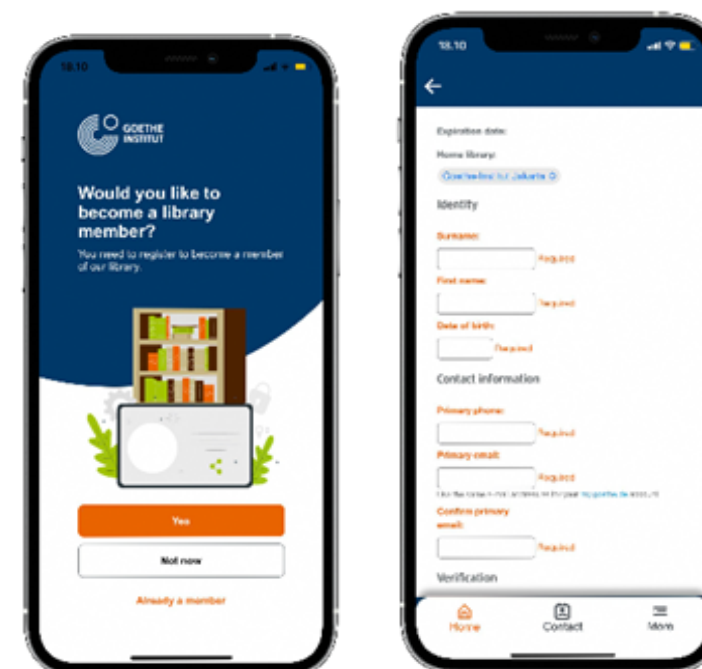 18.10
GOETHE
INSTITUT
Would you like to
become a library
member?
You need to register to become a member
of our library.
Yes
Not now
Already a member
18.10
Expiration date:
Home library:
Goethe-Institut Jakarta
Identity
Surname:
Required
First name:
Required
Date of birth:
Required
Contact information
Primary phone:
Required
Primary email:
Required
Confirm primary
email:
Required
Verification
Home
Contact
More